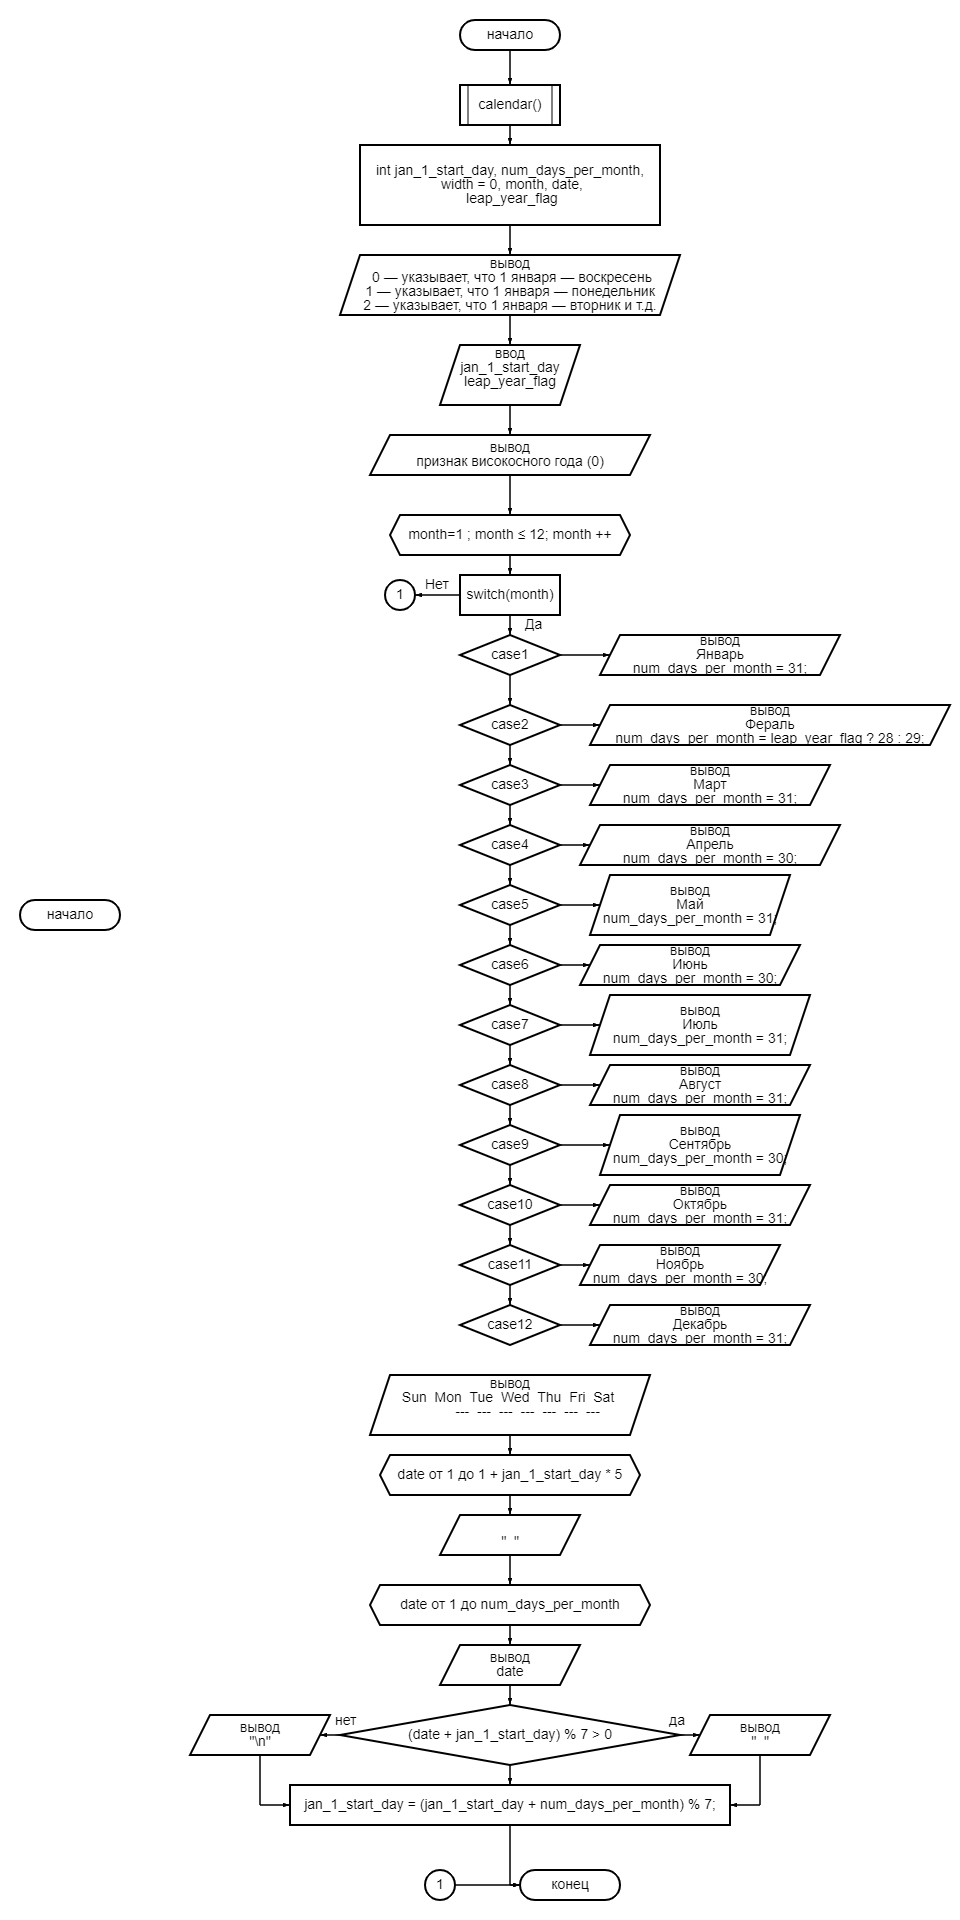 начало
calendar()
int jan_1_start_day, num_days_per_month,
width = 0, month, date,
leap_year_flag
вывод
0 — указывает, что 1 января — воскресень
1 — указывает, что 1 января — понедельник
2 — указывает, что 1 января — вторник и т.д.
ввод
jan_1_start_day
leap_year_flag
вывод
признак високосного года (0)
month=1 ; month ≤ 12; month ++
1
Нет
switch(month)
Да
case1
вывод
Январь
num_days_per_month = 31;
case2
вывод
Фераль
num_days_per_month = leap_year_flag ? 28 : 29;
case3
вывод
Март
num_days_per_month = 31;
case4
вывод
Апрель
num_days_per_month = 30;
case5
вывод
Май
num_days_per_month = 31;
начало
case6
вывод
Июнь
num_days_per_month = 30;
case7
вывод
Июль
num_days_per_month = 31;
case8
вывод
Август
num_days_per_month = 31;
case9
вывод
Сентябрь
num_days_per_month = 30;
case10
вывод
Октябрь
num_days_per_month = 31;
case11
вывод
Ноябрь
num_days_per_month = 30;
case12
вывод
Декабрь
num_days_per_month = 31;
вывод
Sun Mon Tue Wed Thu Fri Sat
--- --- --- --- --- --- ---
date от 1 до 1 + jan_1_start_day * 5
" "
date от 1 до num_days_per_month
вывод
date
нет
(date + jan_1_start_day) % 7 > 0
да
вывод
"\n"
вывод
" "
jan_1_start_day = (jan_1_start_day + num_days_per_month) % 7;
1
конец